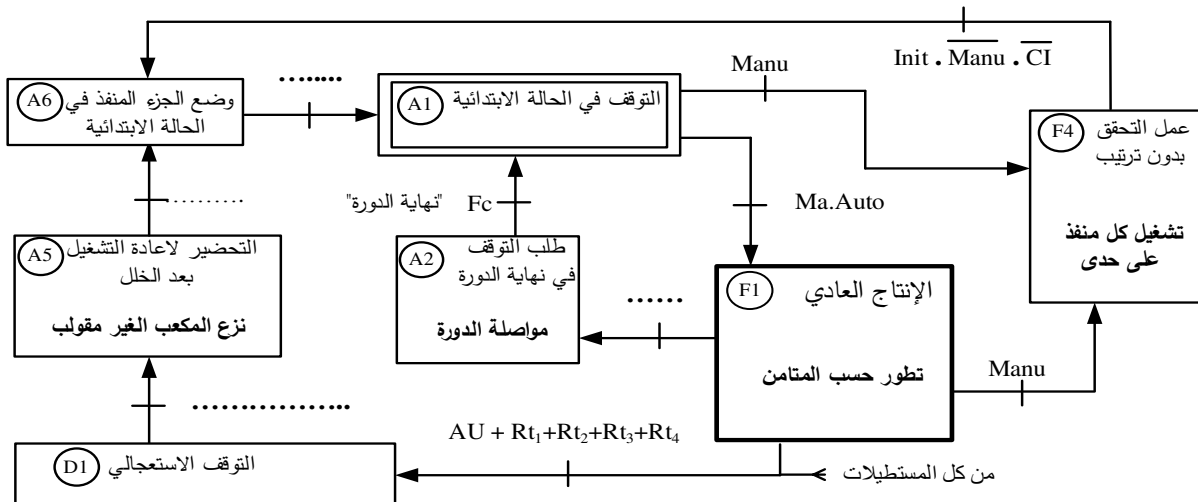 Init . Manu . CI
Manu
........
A6
وضع الجزء المنفذ في
الحالة الابتدائية
A1
التوقف في الحالة الابتدائية
F4
عمل التحقق
بدون ترتيب
تشغيل كل منفذ
على حدى
...........
"نهاية الدورة"
Fc
Ma.Auto
A5
التحضير لاعادة التشغيل
بعد الخلل
نزع المكعب الغير مقولب
A2
طلب التوقف
في نهاية الدورة
مواصلة الدورة
......
F1
الإنتاج العادي
تطور حسب المتامن
Manu
..................
AU + Rt₁+Rt₂+Rt₃+Rt₄
D1
التوقف الاستعجالي
من كل المستطيلات